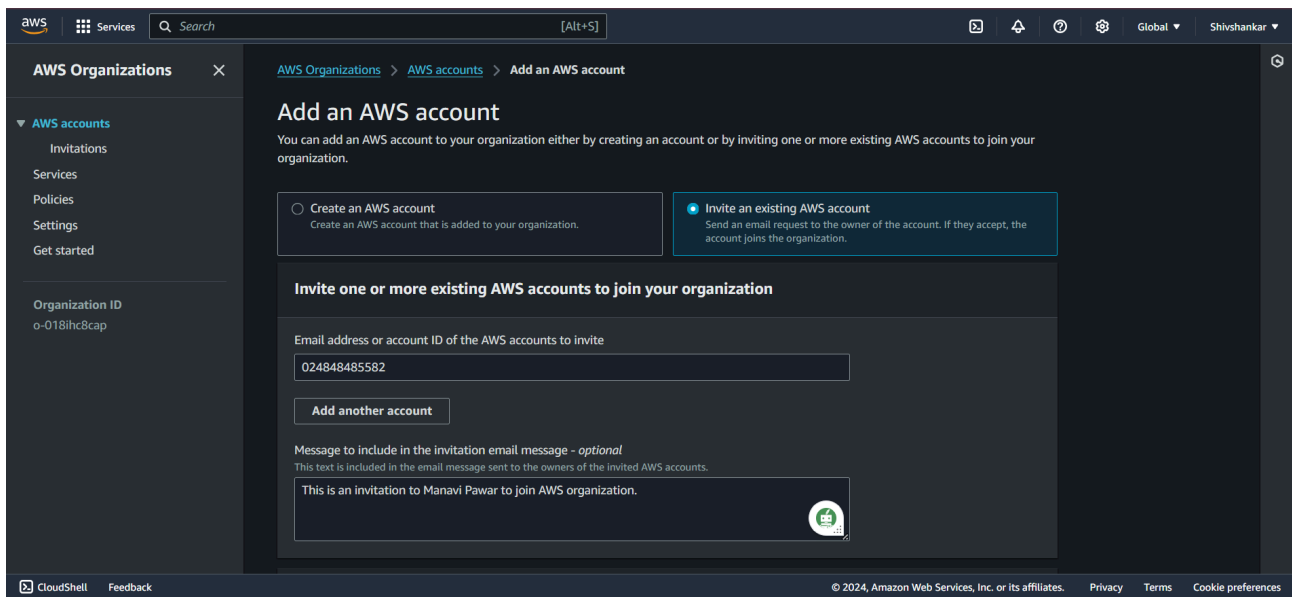 aws
Services
Search
[Alt+S]
Global
Shivshankar
AWS Organizations
AWS accounts
Invitations
Services
Policies
Settings
Get started
Organization ID
o-018ihc8cap
AWS Organizations > AWS accounts > Add an AWS account
Add an AWS account
You can add an AWS account to your organization either by creating an account or by inviting one or more existing AWS accounts to join your
organization.
Create an AWS account
Create an AWS account that is added to your organization.
Invite an existing AWS account
Send an email request to the owner of the account. If they accept, the
account joins the organization.
Invite one or more existing AWS accounts to join your organization
Email address or account ID of the AWS accounts to invite
024848485582
Add another account
Message to include in the invitation email message - optional
This text is included in the email message sent to the owners of the invited AWS accounts.
This is an invitation to Manavi Pawar to join AWS organization.
CloudShell
Feedback
© 2024, Amazon Web Services, Inc. or its affiliates.
Privacy
Terms
Cookie preferences